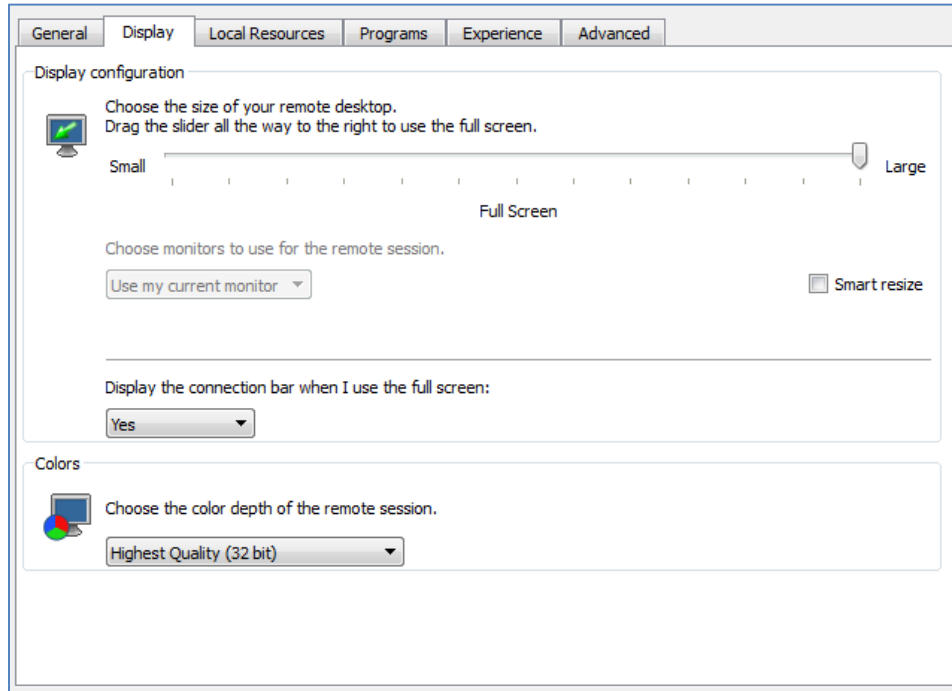 General Display Local Resources Programs Experience Advanced
Display configuration
Choose the size of your remote desktop.
Drag the slider all the way to the right to use the full screen.
Small Large
Full Screen
Choose monitors to use for the remote session.
Use my current monitor Smart resize
Display the connection bar when I use the full screen:
Yes
Colors
Choose the color depth of the remote session.
Highest Quality (32 bit)